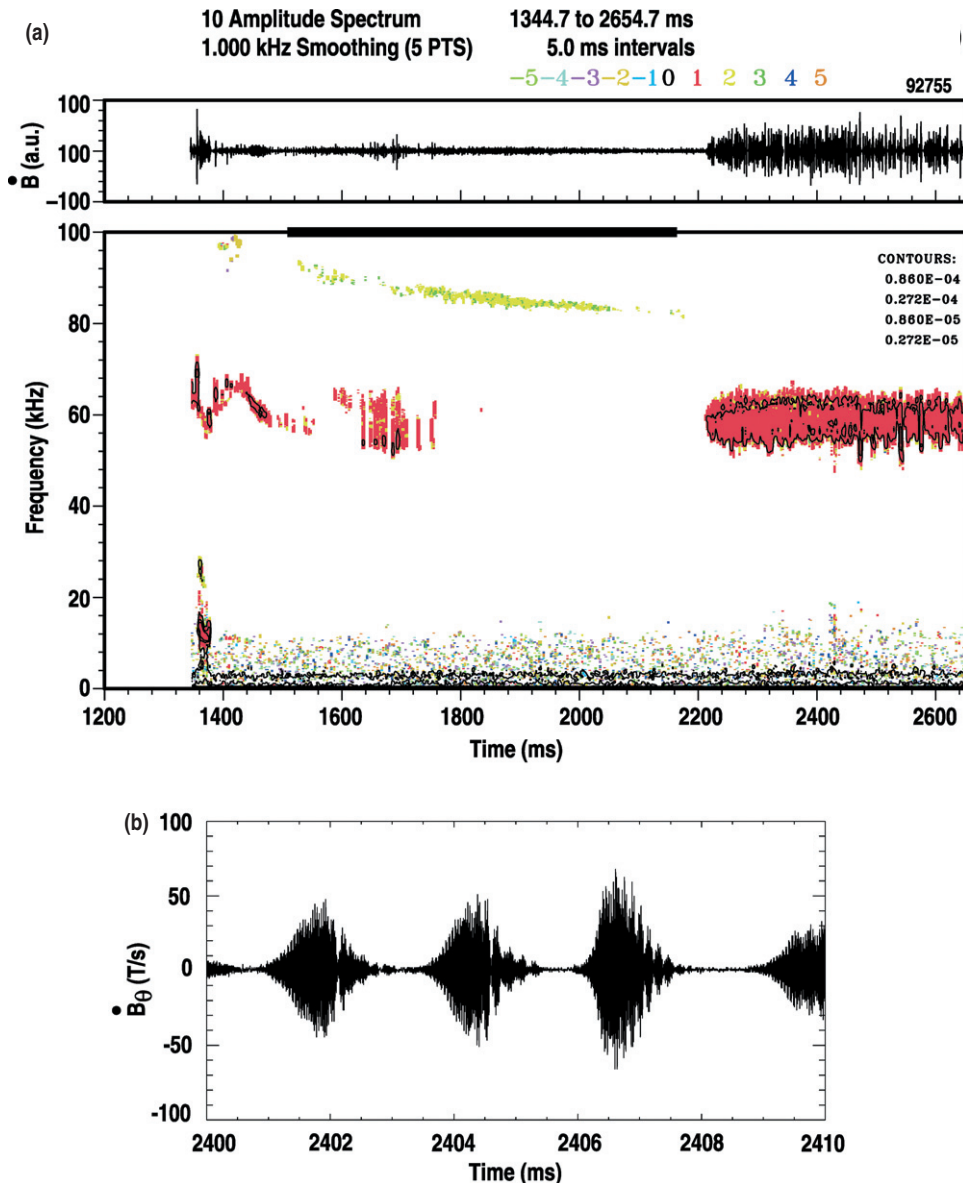 (a)
10 Amplitude Spectrum 1344.7 to 2654.7 ms
1.000 kHz Smoothing (5 PTS) 5.0 ms intervals
-5-4-3-2-10 1 2 3 4 5
92755
100
100
-100
Ḃ (a.u.)
100
80
60
40
20
0
Frequency (kHz)
CONTOURS:
0.860E-04
0.272E-04
0.860E-05
0.272E-05
1200 1400 1600 1800 2000 2200 2400 2600
Time (ms)
(b)
100
50
0
-50
-100
Ḃθ (T/s)
2400 2402 2404 2406 2408 2410
Time (ms)